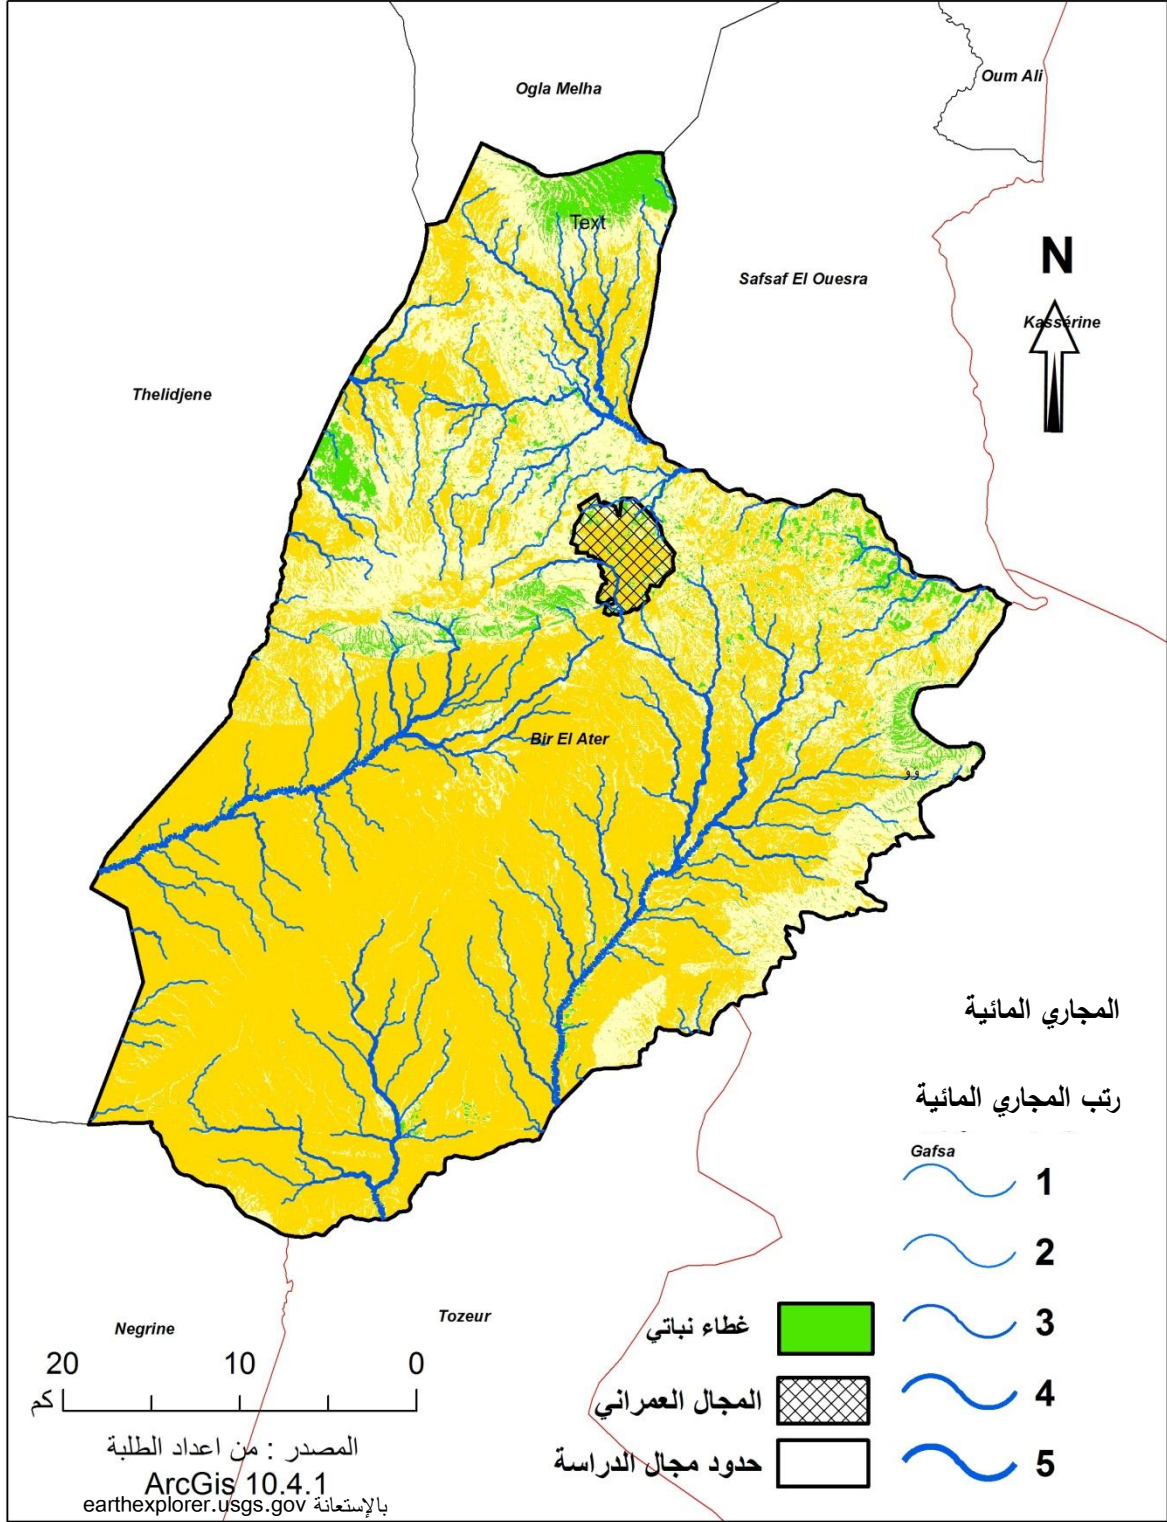 Ogla Melha
Oum Ali
Text
N
Safsaf El Ouesra
Kassérine
Thelidjene
Bir El Ater
وو
المجاري المائية
رتب المجاري المائية
Gafsa
1
2
3
4
5
غطاء نباتي
المجال العمراني
حدود مجال الدراسة
Tozeur
Negrine
20 10 0
كم
المصدر : من اعداد الطلبة
ArcGis 10.4.1
بالإستعانة earthexplorer.usgs.gov